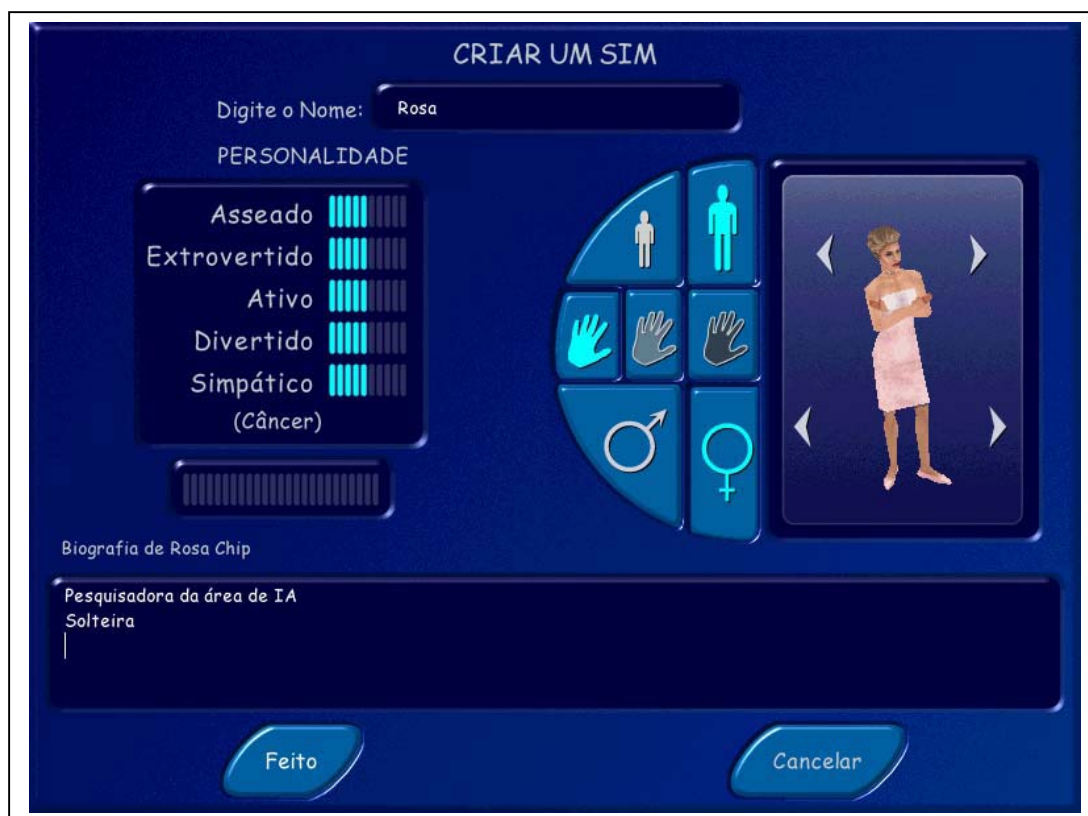 CRIAR UM SIM
Digite o Nome: Rosa
PERSONALIDADE
Asseado
Extrovertido
Ativo
Divertido
Simpático
(Câncer)
Biografia de Rosa Chip
Pesquisadora da área de IA
Solteira
Feito
Cancelar